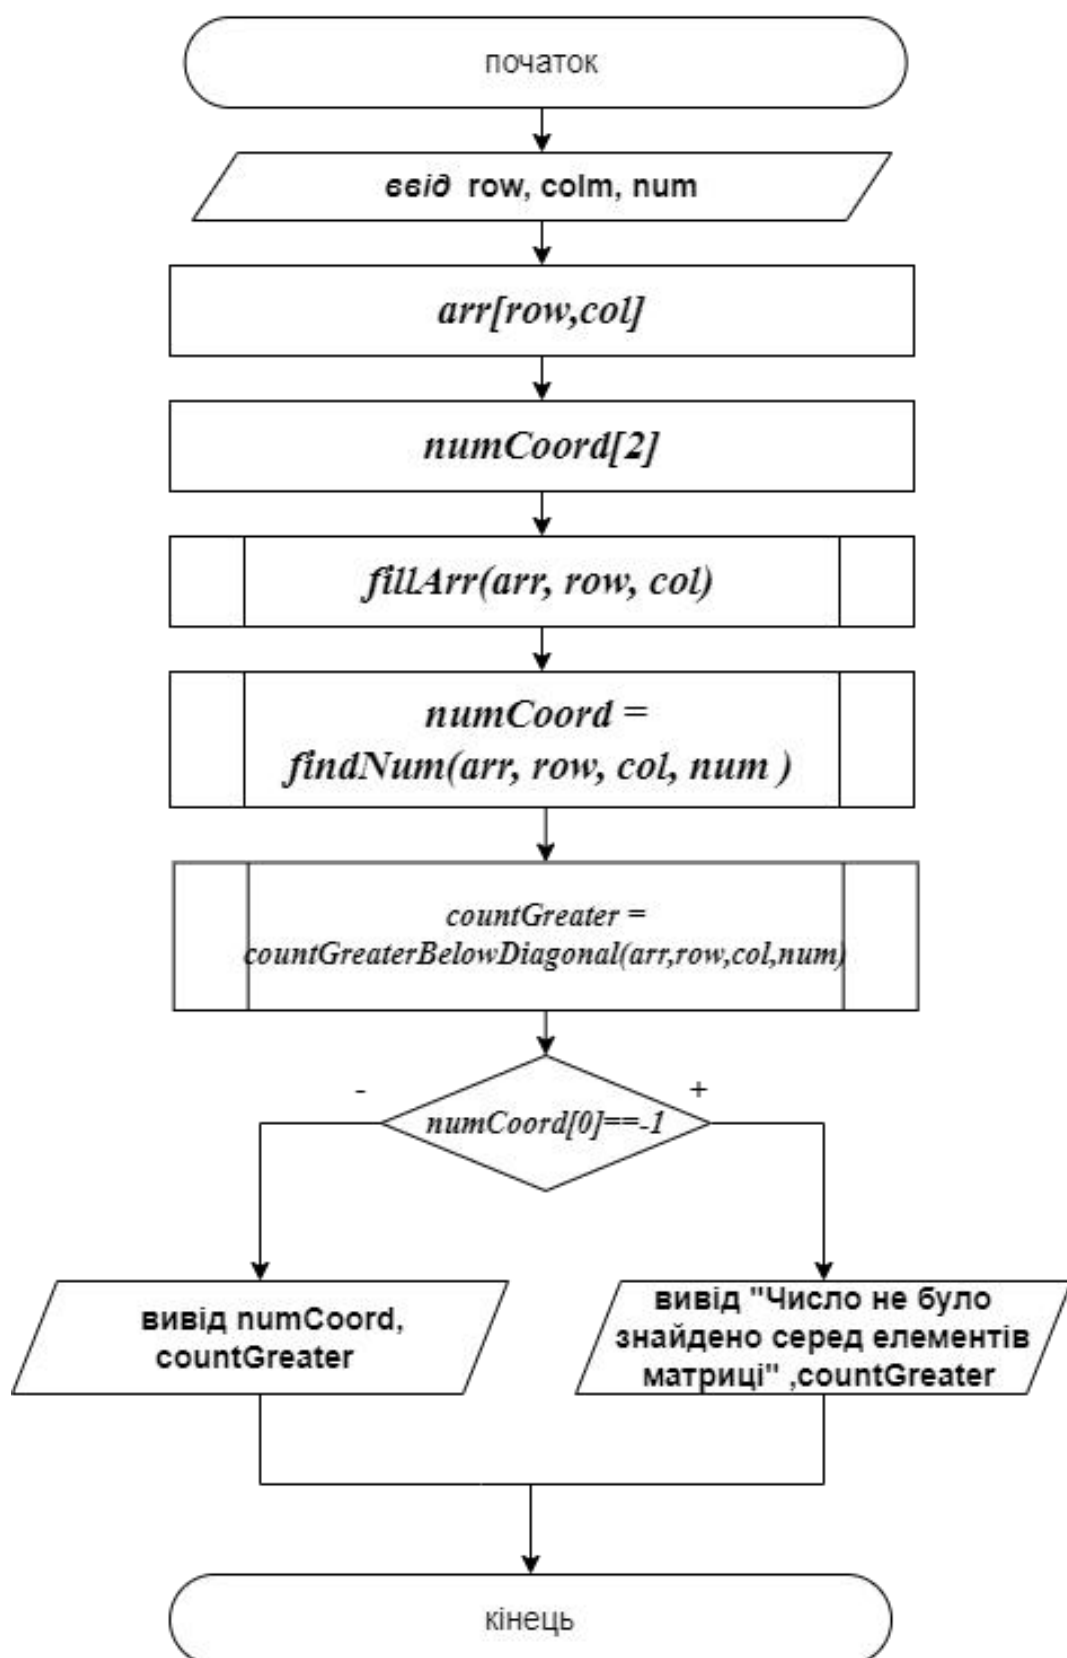 початок
ввід row, colm, num
arr[row,col]
numCoord[2]
fillArr(arr, row, col)
numCoord =
findNum(arr, row, col, num )
countGreater =
countGreaterBelowDiagonal(arr,row,col,num)
-
+
numCoord[0]==-1
вивід numCoord,
countGreater
вивід "Число не було
знайдено серед елементів
матриці" ,countGreater
кінець